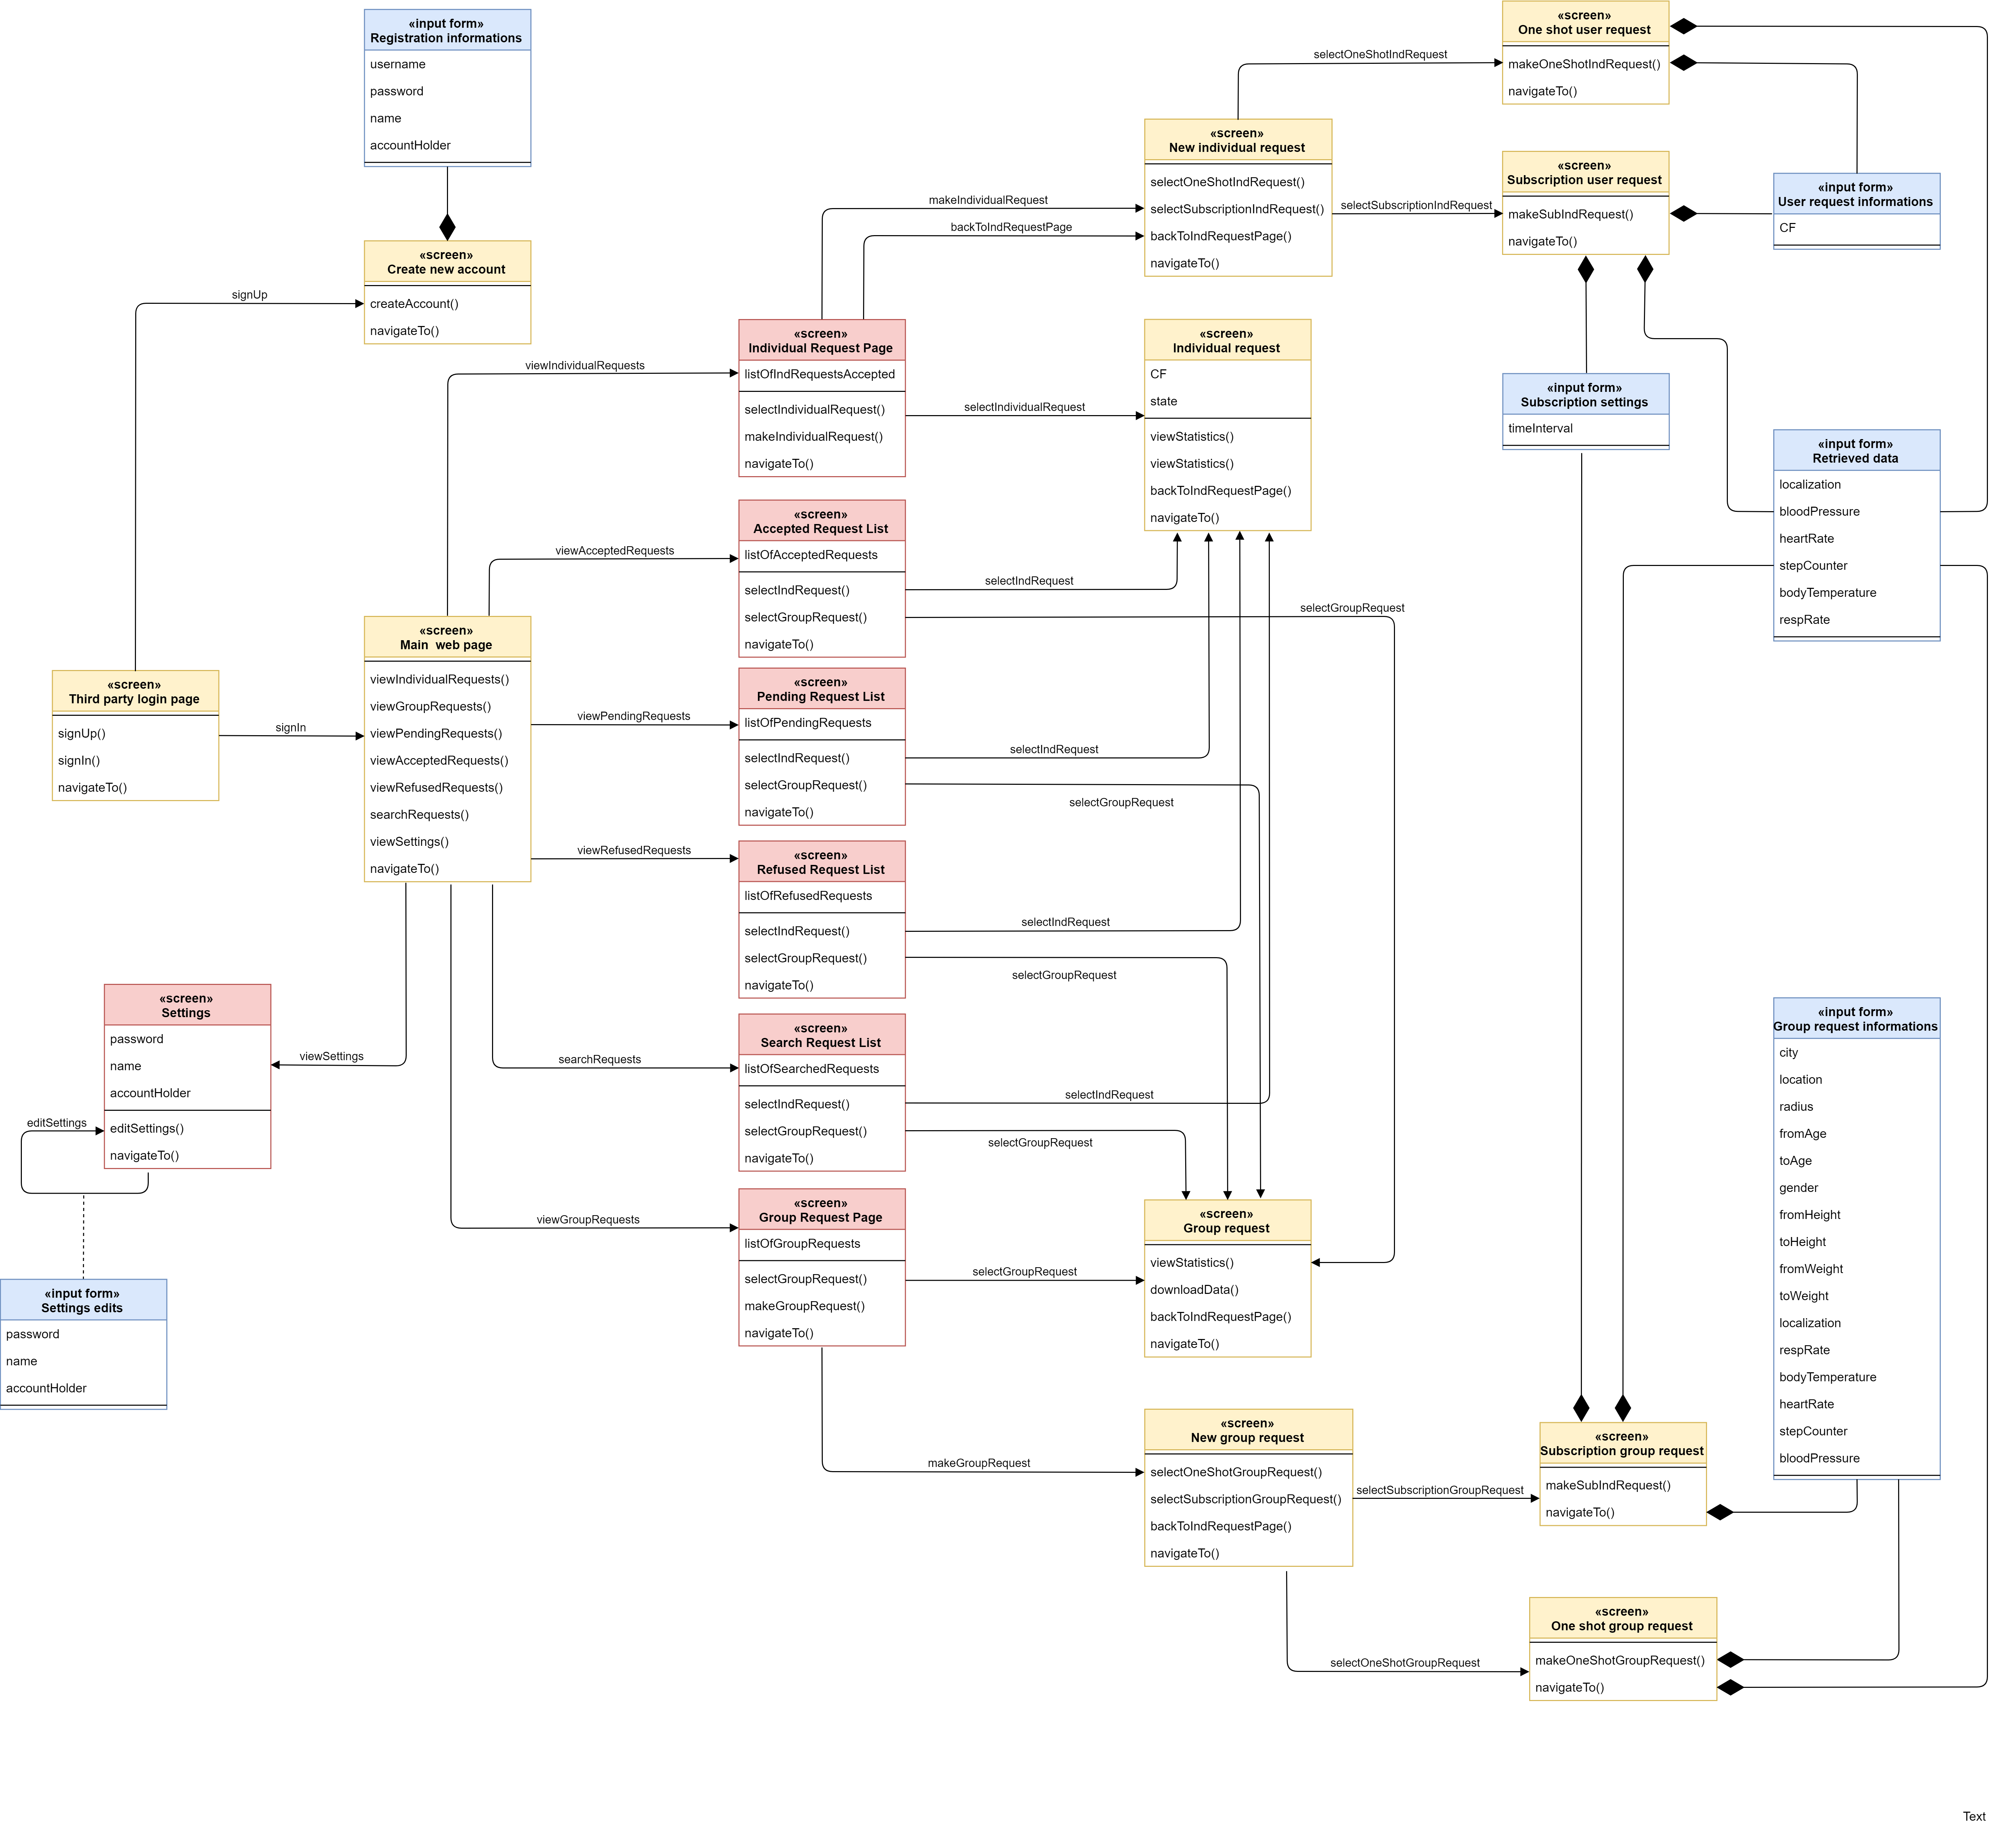 «input form»
Registration informations
username
password
name
accountHolder
«screen»
Create new account
createAccount()
navigateTo()
signUp
«screen»
Third party login page
signUp()
signIn()
navigateTo()
signIn
«screen»
Main  web page
viewIndividualRequests()
viewGroupRequests()
viewPendingRequests()
viewAcceptedRequests()
viewRefusedRequests()
searchRequests()
viewSettings()
navigateTo()
viewSettings
«screen»
Settings
password
name
accountHolder
editSettings()
navigateTo()
editSettings
«input form»
Settings edits
password
name
accountHolder
viewIndividualRequests
«screen»
Individual Request Page
listOfIndRequestsAccepted
selectIndividualRequest()
makeIndividualRequest()
navigateTo()
viewAcceptedRequests
«screen»
Accepted Request List
listOfAcceptedRequests
selectIndRequest()
selectGroupRequest()
navigateTo()
viewPendingRequests
«screen»
Pending Request List
listOfPendingRequests
selectIndRequest()
selectGroupRequest()
navigateTo()
viewRefusedRequests
«screen»
Refused Request List
listOfRefusedRequests
selectIndRequest()
selectGroupRequest()
navigateTo()
searchRequests
«screen»
Search Request List
listOfSearchedRequests
selectIndRequest()
selectGroupRequest()
navigateTo()
viewGroupRequests
«screen»
Group Request Page
listOfGroupRequests
selectGroupRequest()
makeGroupRequest()
navigateTo()
makeIndividualRequest
backToIndRequestPage
selectIndividualRequest
selectIndRequest
selectGroupRequest
selectIndRequest
selectGroupRequest
selectIndRequest
selectGroupRequest
selectIndRequest
selectGroupRequest
selectGroupRequest
makeGroupRequest
«screen»
New individual request
selectOneShotIndRequest()
selectSubscriptionIndRequest()
backToIndRequestPage()
navigateTo()
«screen»
Individual request
CF
state
viewStatistics()
viewStatistics()
backToIndRequestPage()
navigateTo()
«screen»
Group request
viewStatistics()
downloadData()
backToIndRequestPage()
navigateTo()
«screen»
New group request
selectOneShotGroupRequest()
selectSubscriptionGroupRequest()
backToIndRequestPage()
navigateTo()
selectOneShotIndRequest
selectSubscriptionIndRequest
selectSubscriptionGroupRequest
selectOneShotGroupRequest
«screen»
One shot user request
makeOneShotIndRequest()
navigateTo()
«screen»
Subscription user request
makeSubIndRequest()
navigateTo()
«input form»
Subscription settings
timeInterval
«screen»
Subscription group request
makeSubIndRequest()
navigateTo()
«screen»
One shot group request
makeOneShotGroupRequest()
navigateTo()
«input form»
User request informations
CF
«input form»
Retrieved data
localization
bloodPressure
heartRate
stepCounter
bodyTemperature
respRate
«input form»
Group request informations
city
location
radius
fromAge
toAge
gender
fromHeight
toHeight
fromWeight
toWeight
localization
respRate
bodyTemperature
heartRate
stepCounter
bloodPressure
Text